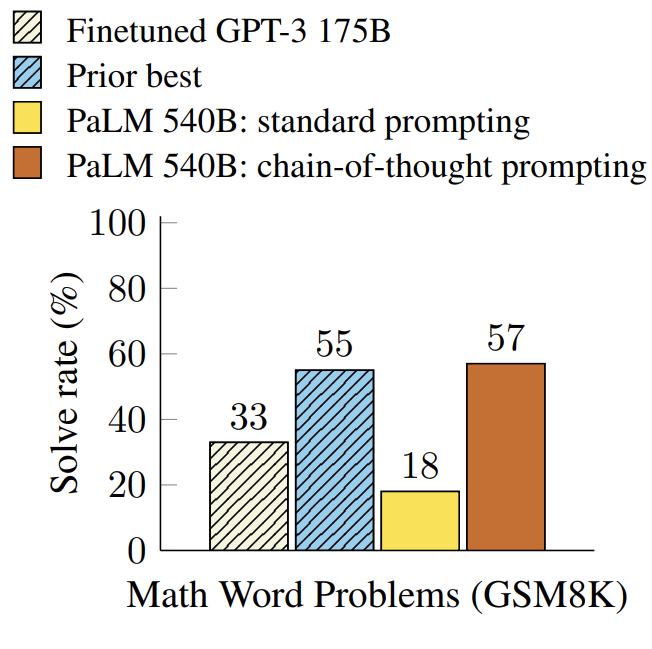 Finetuned GPT-3 175B
Prior best
PaLM 540B: standard prompting
PaLM 540B: chain-of-thought prompting
100
80
60
40
20
0
Solve rate (%)
33
55
18
57
Math Word Problems (GSM8K)